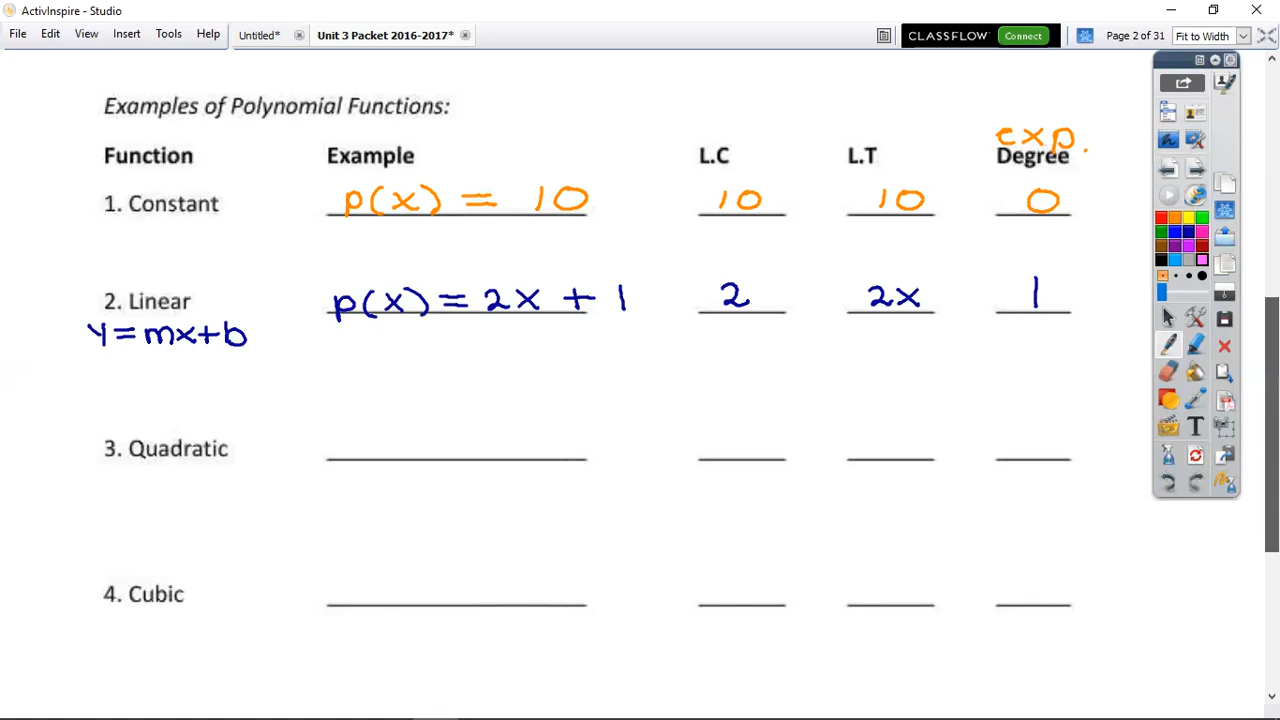 ActivInspire - Studio
File Edit View Insert Tools Help Untitled* Unit 3 Packet 2016-2017* CLASSFLOW Connect Page 2 of 31 Fit to Width
Examples of Polynomial Functions:
exp.
Function Example L.C L.T Degree
1. Constant p(x) = 10 10 10 0
2. Linear p(x) = 2x + 1 2 2x 1
y = mx + b
3. Quadratic
4. Cubic